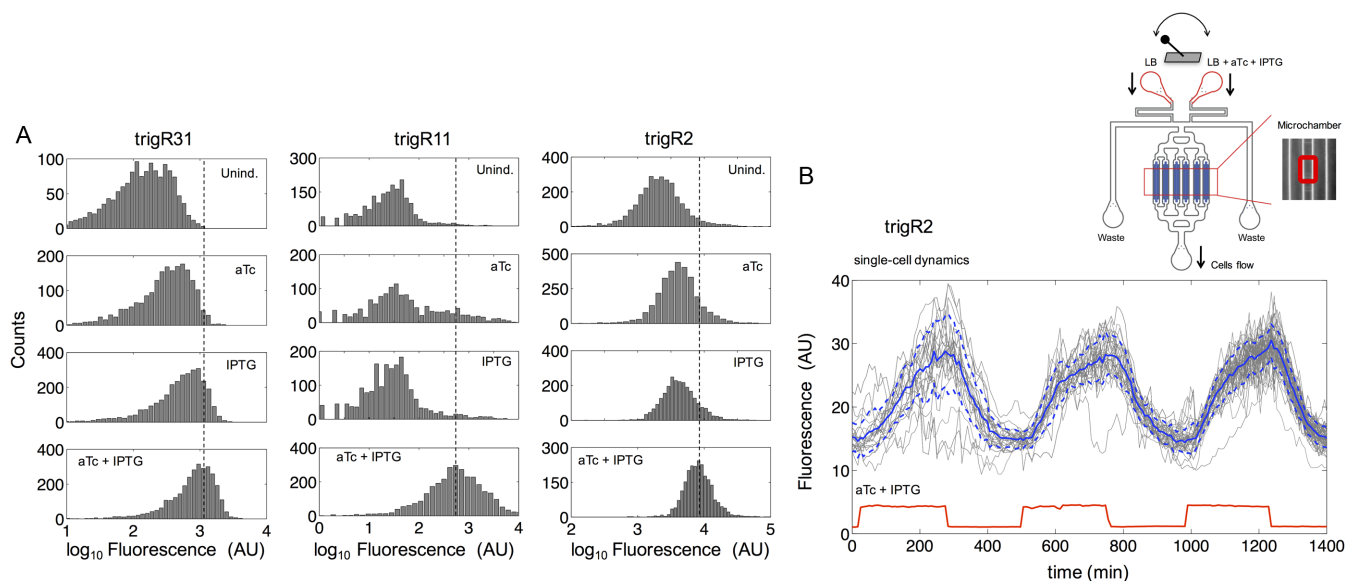 A
trigR31
trigR11
trigR2
100
50
0
Unind.
300
150
0
Unind.
400
200
0
Unind.
200
100
0
aTc
200
100
0
aTc
500
250
0
aTc
Counts
400
200
0
IPTG
200
100
0
IPTG
400
200
0
IPTG
400
200
0
aTc + IPTG
400
200
0
aTc + IPTG
300
150
0
aTc + IPTG
1 2 3 4
0 1 2 3 4
2 3 4 5
log10 Fluorescence (AU)
log10 Fluorescence (AU)
log10 Fluorescence (AU)
B
LB
LB + aTc + IPTG
Microchamber
Waste
Waste
Cells flow
trigR2
single-cell dynamics
Fluorescence (AU)
40
30
20
10
0
aTc + IPTG
0 200 400 600 800 1000 1200 1400
time (min)